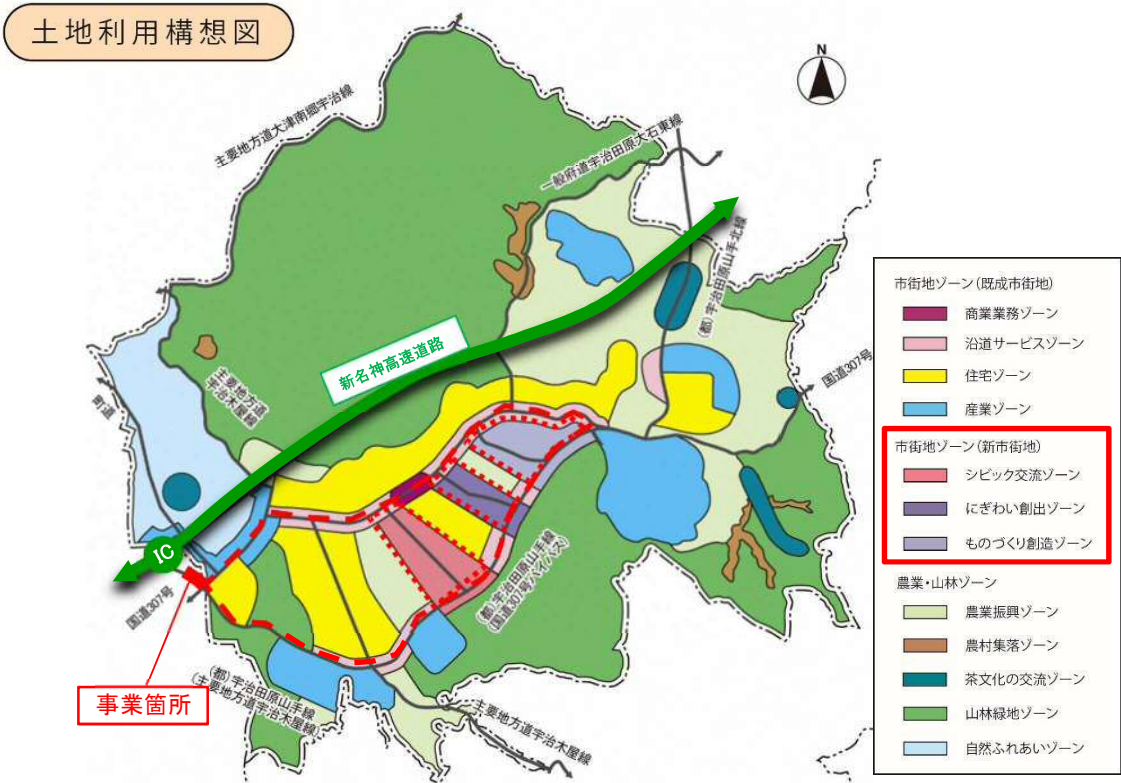 土地利用構想図
N
主要地方道大津南郷宇治線
一般府道宇治田原大石東線
(都)宇治田原山手北線
新名神高速道路
国道307号
主要地方道
宇治木屋線
町道
IC
国道307号
(都)宇治田原山手線
(国道307号バイパス)
事業箇所
(都)宇治田原山手線
(主要地方道宇治木屋線)
主要地方道宇治木屋線
市街地ゾーン(既成市街地)
商業業務ゾーン
沿道サービスゾーン
住宅ゾーン
産業ゾーン
市街地ゾーン(新市街地)
シビック交流ゾーン
にぎわい創出ゾーン
ものづくり創造ゾーン
農業・山林ゾーン
農業振興ゾーン
農村集落ゾーン
茶文化の交流ゾーン
山林緑地ゾーン
自然ふれあいゾーン